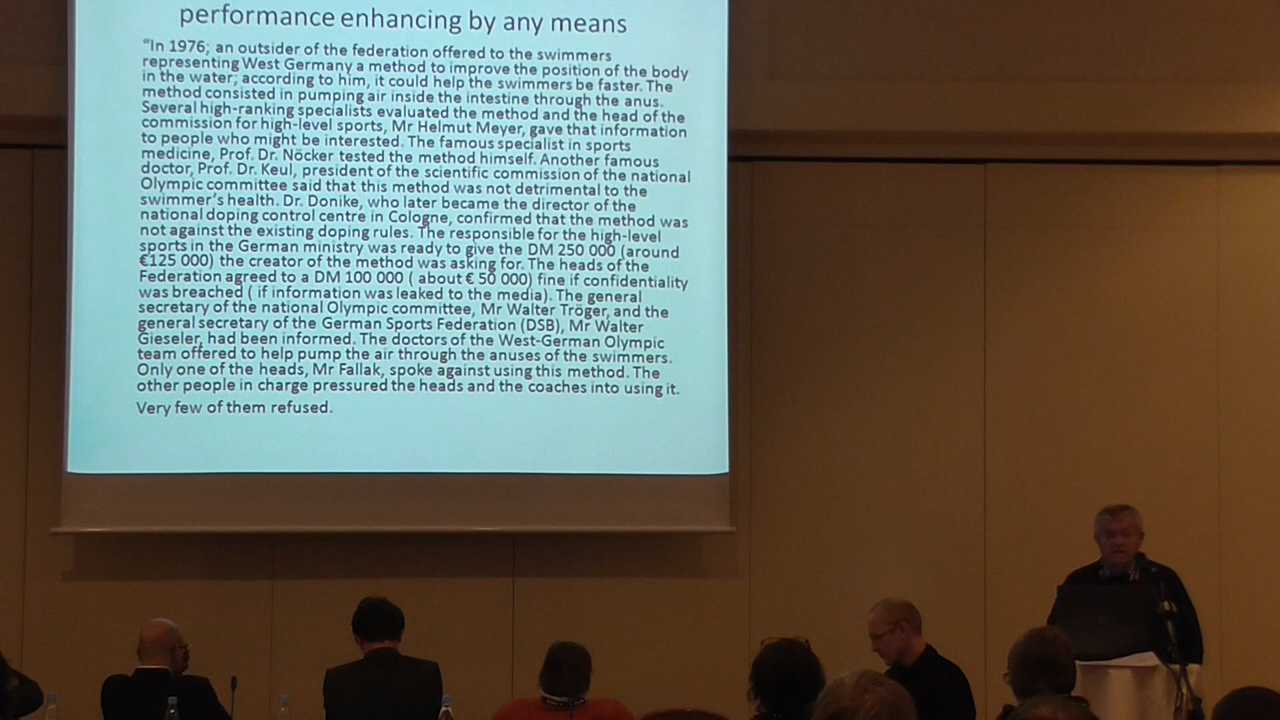 performance enhancing by any means
"In 1976; an outsider of the federation offered to the swimmers
representing West Germany a method to improve the position of the body
in the water; according to him, it could help the swimmers be faster. The
method consisted in pumping air inside the intestine through the anus.
Several high-ranking specialists evaluated the method and the head of the
commission for high-level sports, Mr Helmut Meyer, gave that information
to people who might be interested. The famous specialist in sports
medicine, Prof. Dr. Nöcker tested the method himself. Another famous
doctor, Prof. Dr. Keul, president of the scientific commission of the national
Olympic committee said that this method was not detrimental to the
swimmer's health. Dr. Donike, who later became the director of the
national doping control centre in Cologne, confirmed that the method was
not against the existing doping rules. The responsible for the high-level
sports in the German ministry was ready to give the DM 250 000 (around
€125 000) the creator of the method was asking for. The heads of the
Federation agreed to a DM 100 000 ( about € 50 000) fine if confidentiality
was breached ( if information was leaked to the media). The general
secretary of the national Olympic committee, Mr Walter Tröger, and the
general secretary of the German Sports Federation (DSB), Mr Walter
Gieseler, had been informed. The doctors of the West-German Olympic
team offered to help pump the air through the anuses of the swimmers.
Only one of the heads, Mr Fallak, spoke against using this method. The
other people in charge pressured the heads and the coaches into using it.
Very few of them refused.